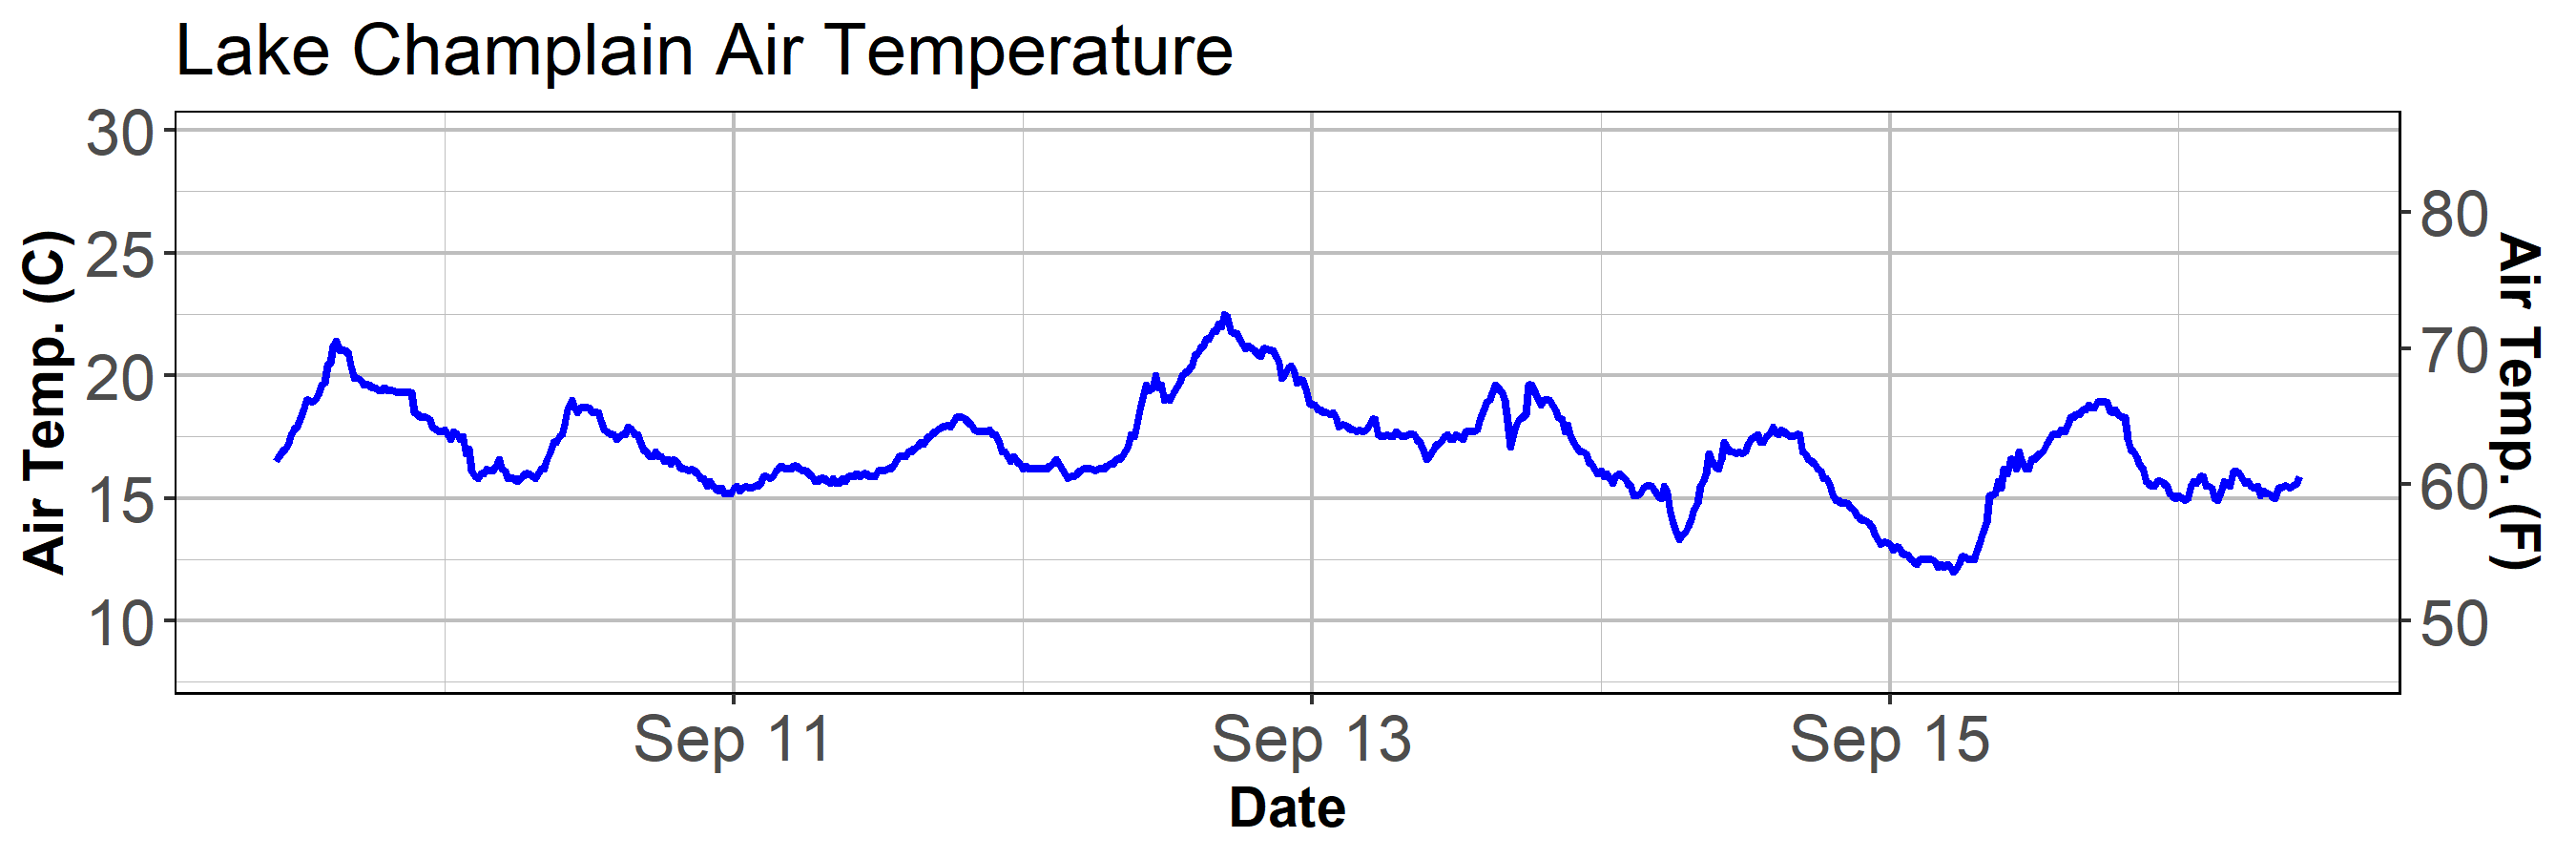 Lake Champlain Air Temperature
30
25
20
15
10
Air Temp. (C)
80
70
60
50
Air Temp. (F)
Sep 11
Sep 13
Sep 15
Date